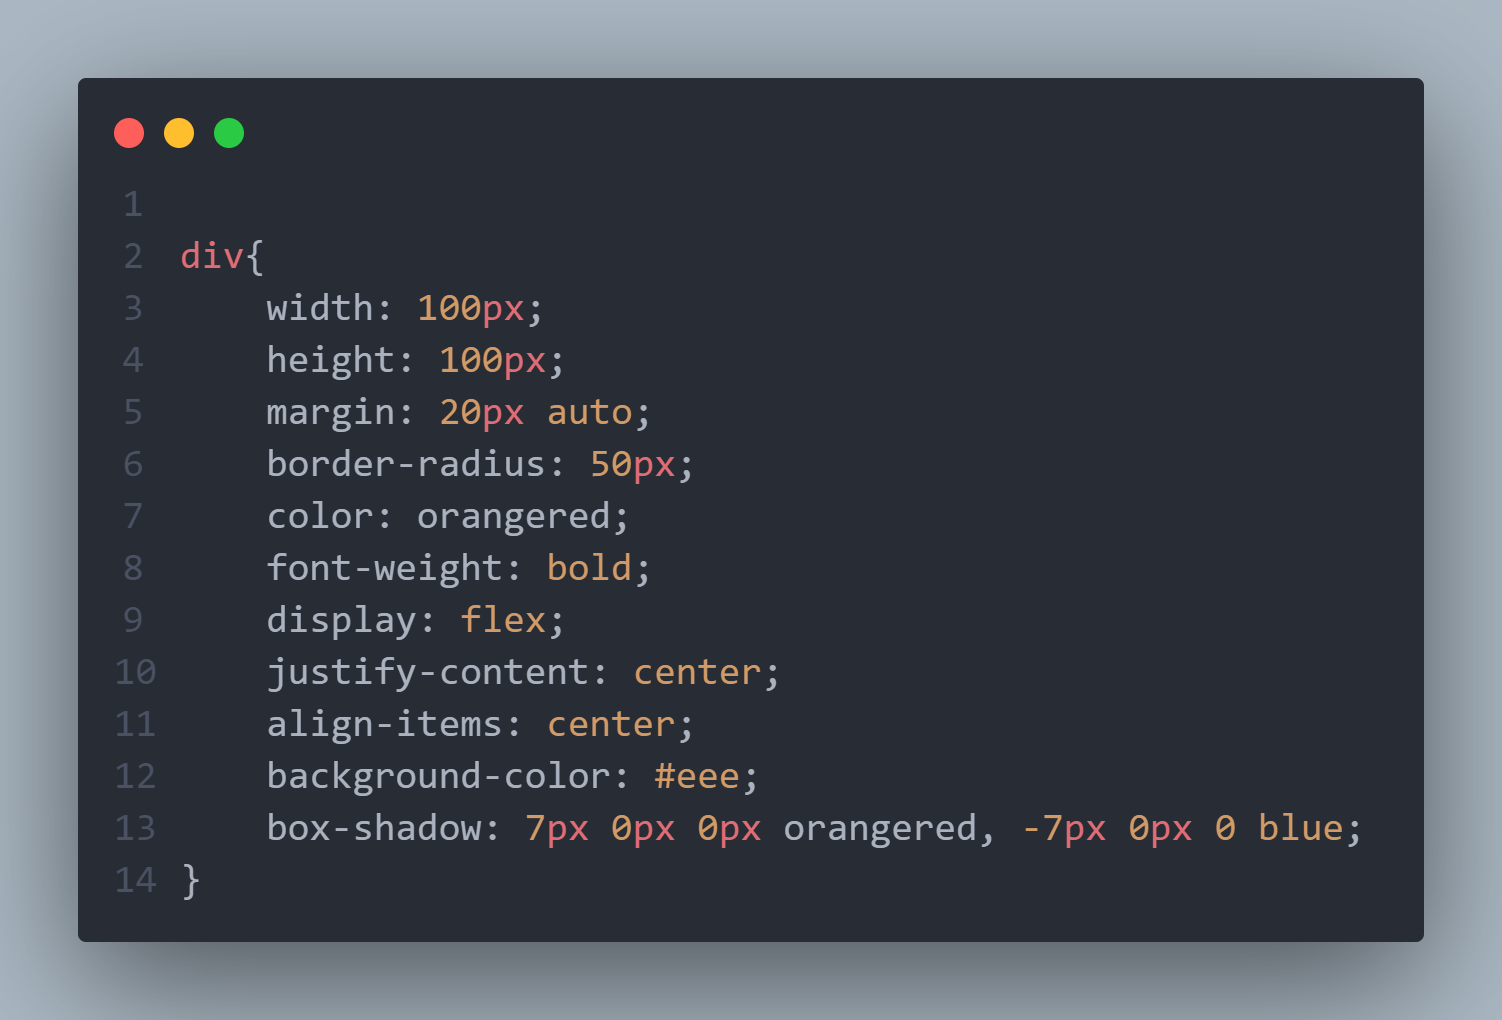 1
2 div{
3     width: 100px;
4     height: 100px;
5     margin: 20px auto;
6     border-radius: 50px;
7     color: orangered;
8     font-weight: bold;
9     display: flex;
10     justify-content: center;
11     align-items: center;
12     background-color: #eee;
13     box-shadow: 7px 0px 0px orangered, -7px 0px 0 blue;
14 }